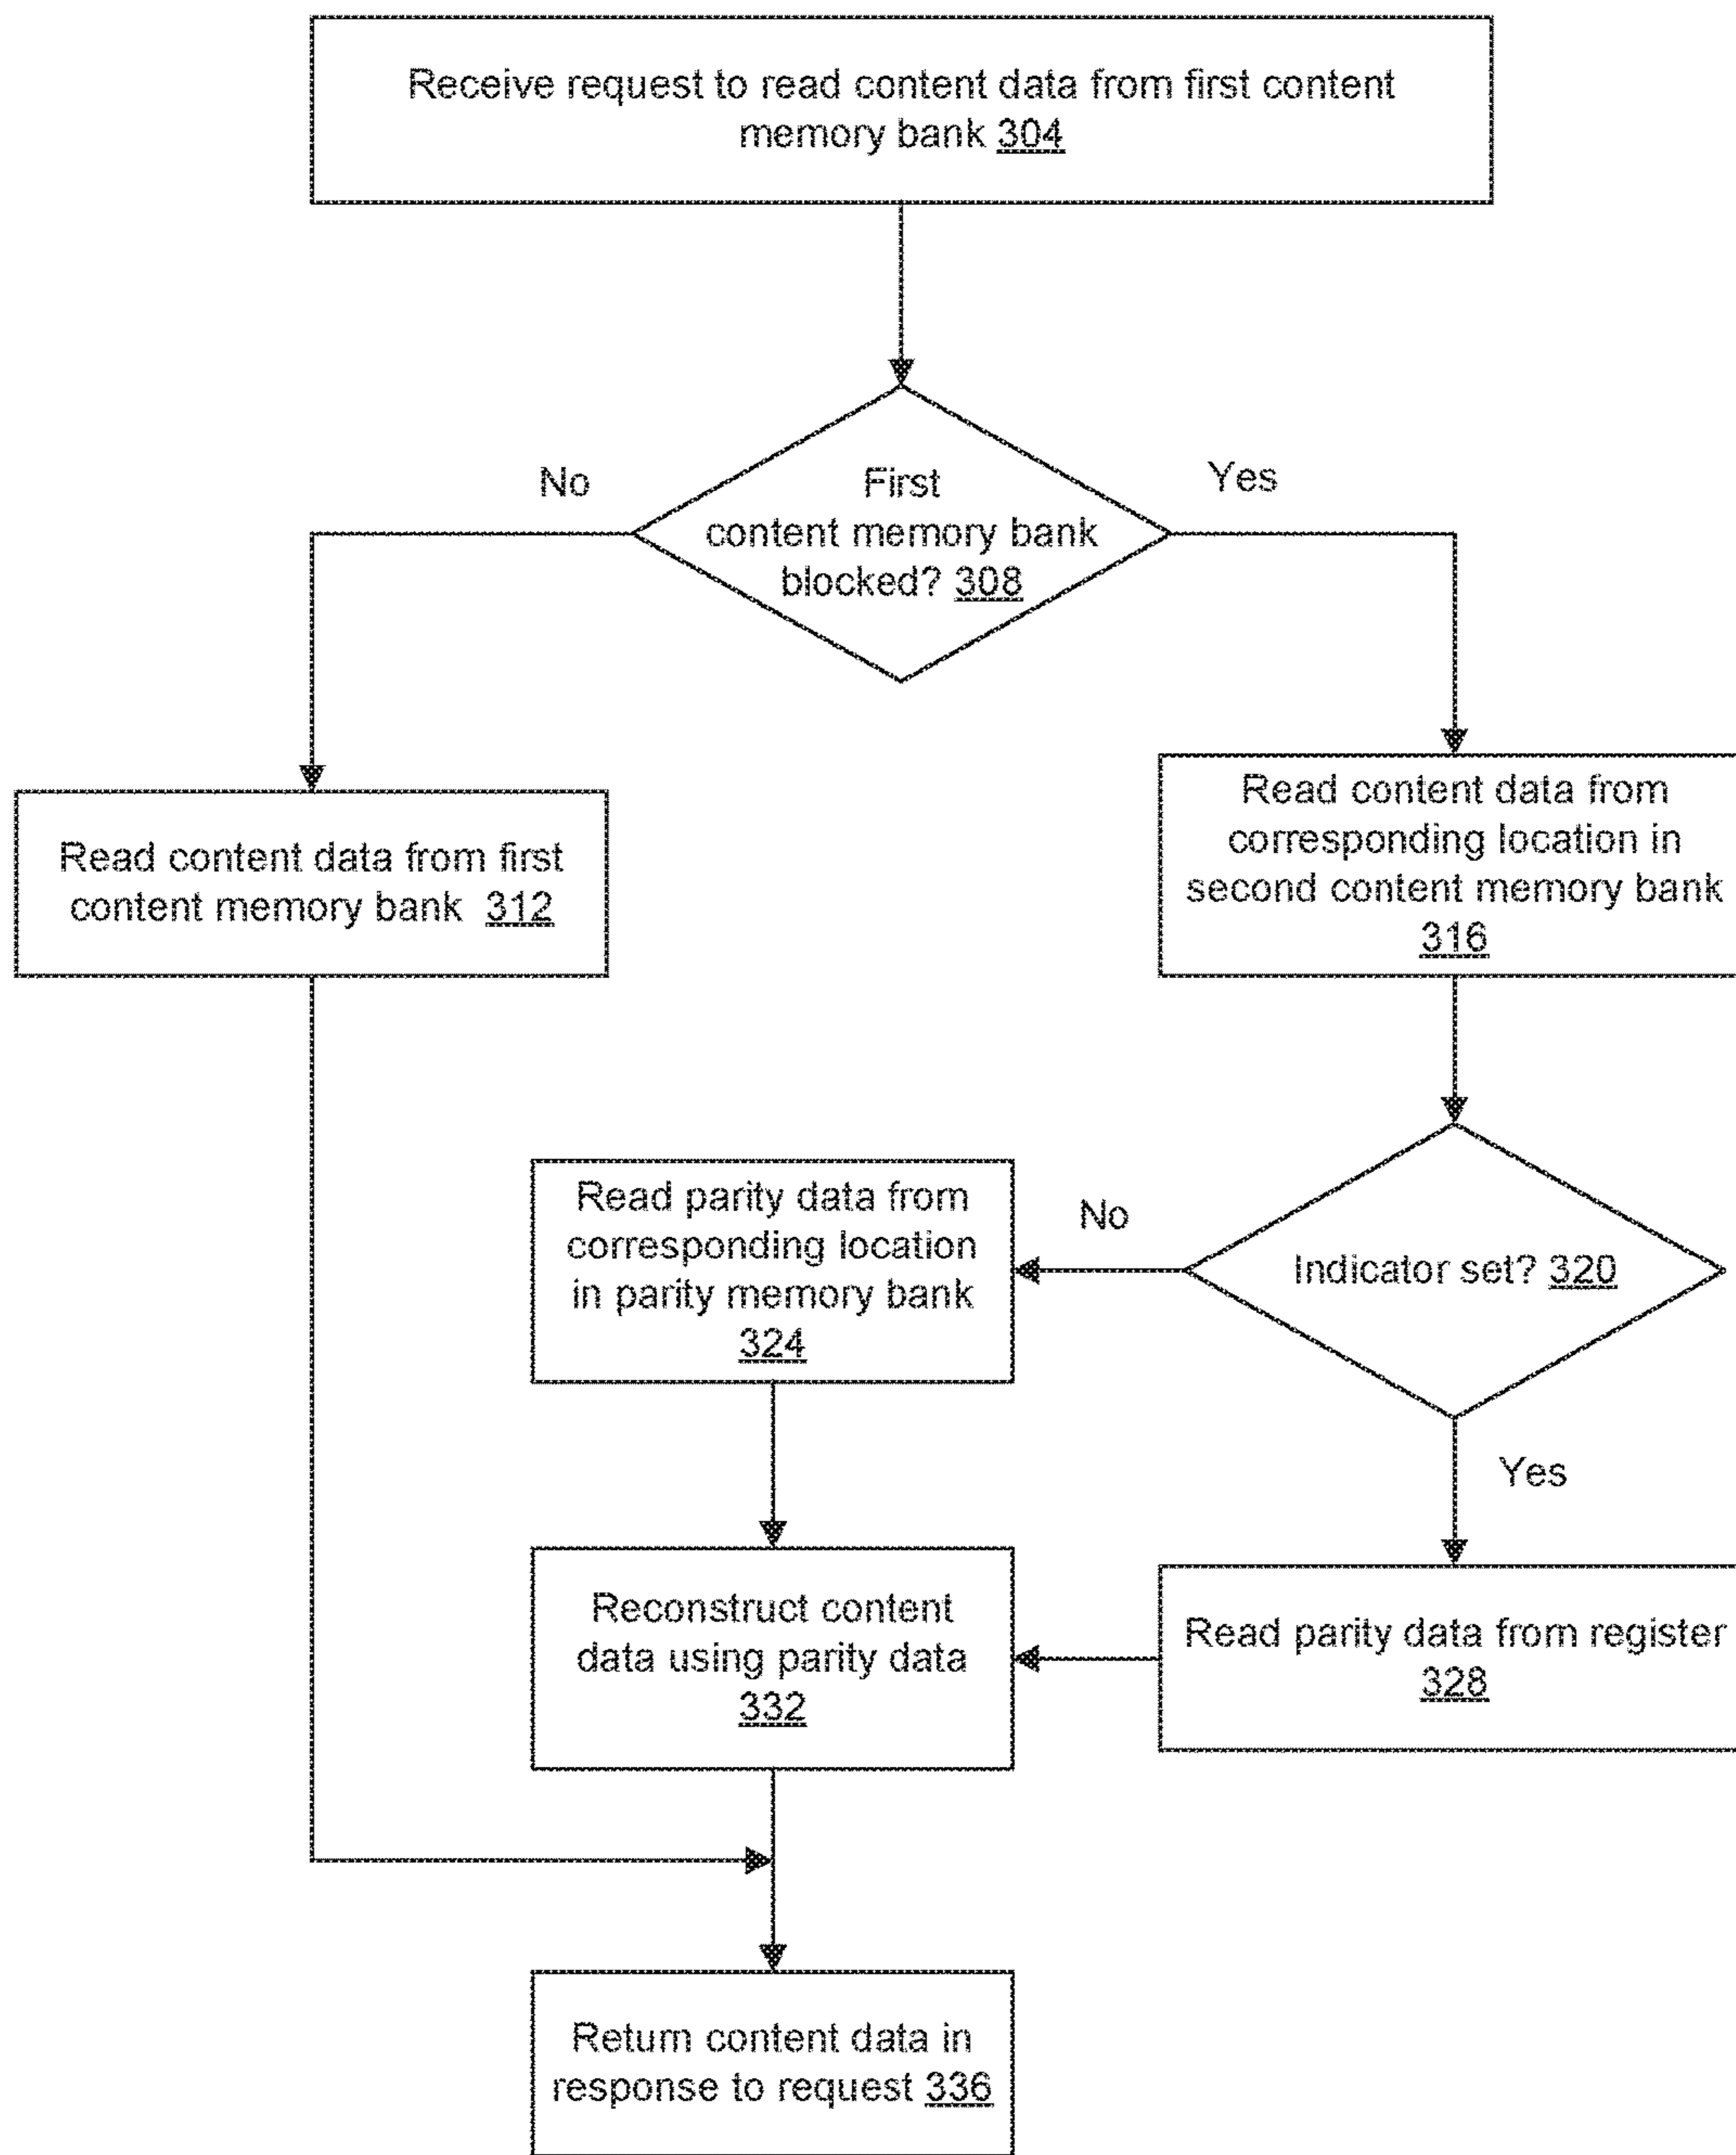 Receive request to read content data from first content
memory bank 304
No
Yes
First
content memory bank
blocked? 308
Read content data from first
content memory bank 312
Read content data from
corresponding location in
second content memory bank
316
Read parity data from
corresponding location
in parity memory bank
324
No
Indicator set? 320
Yes
Reconstruct content
data using parity data
332
Read parity data from register
328
Return content data in
response to request 336